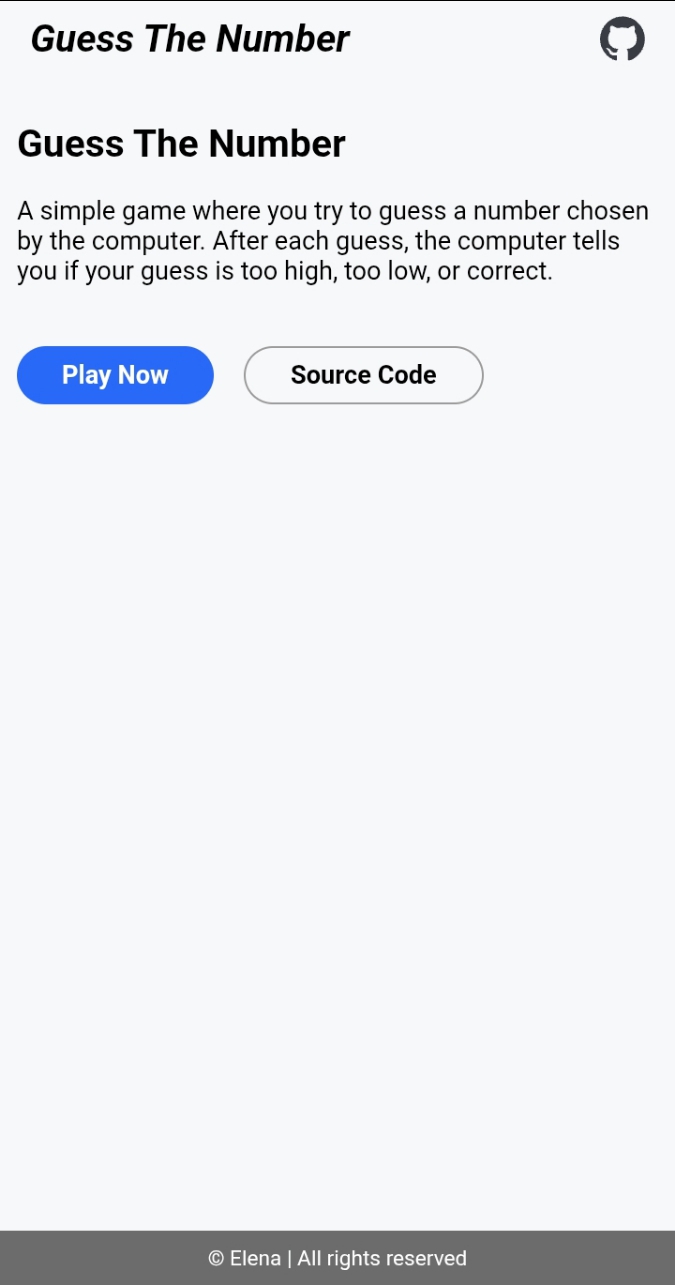 Guess The Number
Guess The Number
A simple game where you try to guess a number chosen
by the computer. After each guess, the computer tells
you if your guess is too high, too low, or correct.
Play Now
Source Code
© Elena | All rights reserved